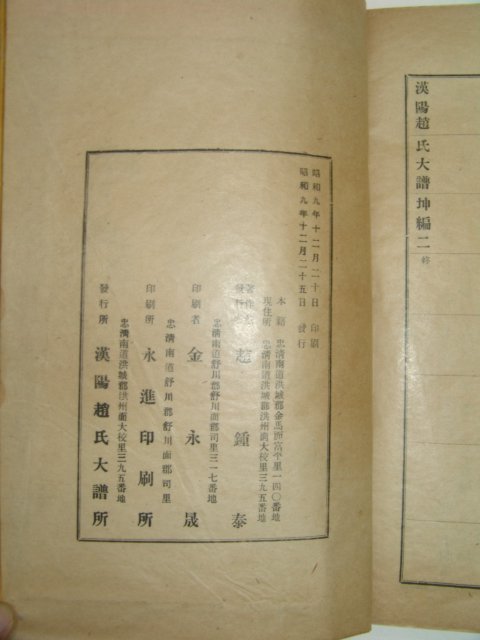 漢陽趙氏大譜坤編二 終
昭和九年十二月二十日 印刷
昭和九年十二月二十五日 發行
本籍 忠淸南道洪城郡金馬面富平里一四〇番地
現住所 忠淸南道洪城郡洪州面大校里三九五番地
著作兼
發行者 趙鍾泰
忠淸南道舒川郡舒川面郡司里三一七番地
印刷者 金永晟
忠淸南道舒川郡舒川面郡司里
印刷所 永進印刷所
忠淸南道洪城郡洪州面大校里三九五番地
發行所 漢陽趙氏大譜所